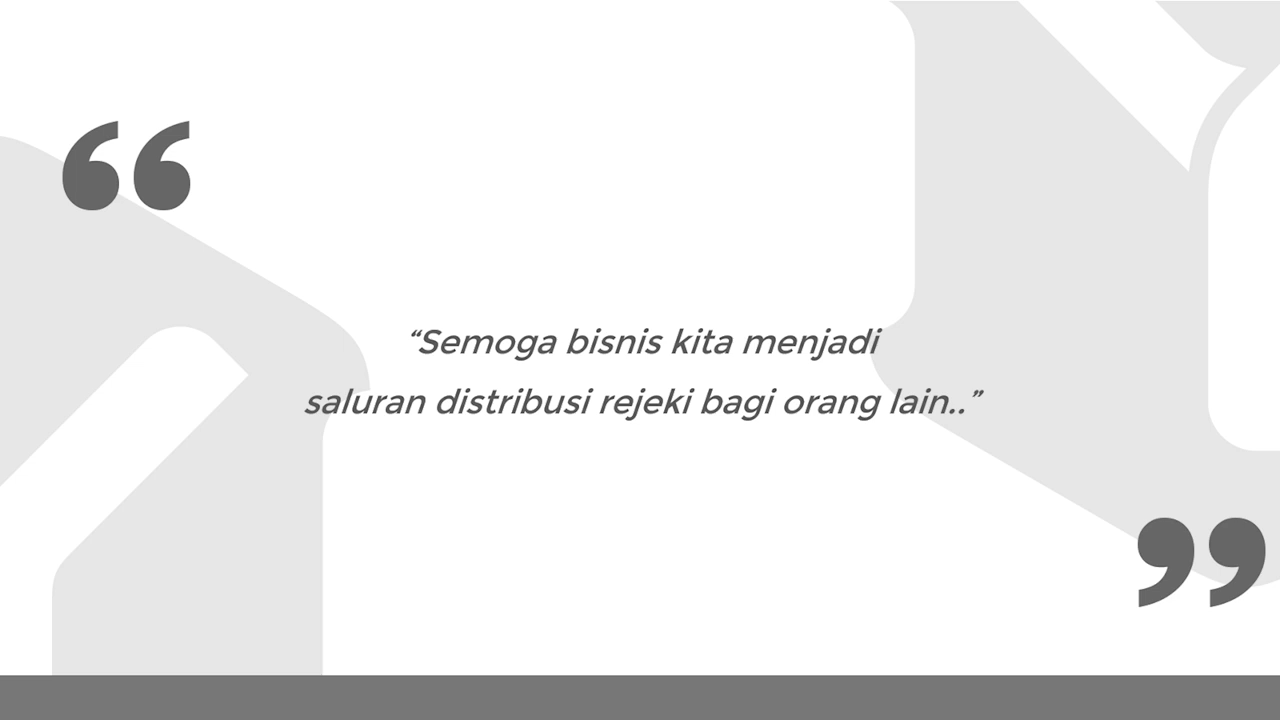 “Semoga bisnis kita menjadi
saluran distribusi rejeki bagi orang lain..”